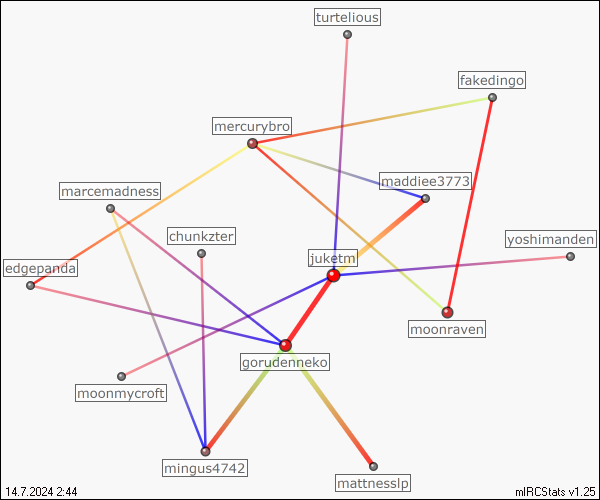 turtelious
fakedingo
mercurybro
maddiee3773
marcemadness
chunkzter
yoshimanden
juketm
edgepanda
moonraven
gorudenneko
moonmycroft
mingus4742
mattnesslp
14.7.2024 2:44
mIRCStats v1.25